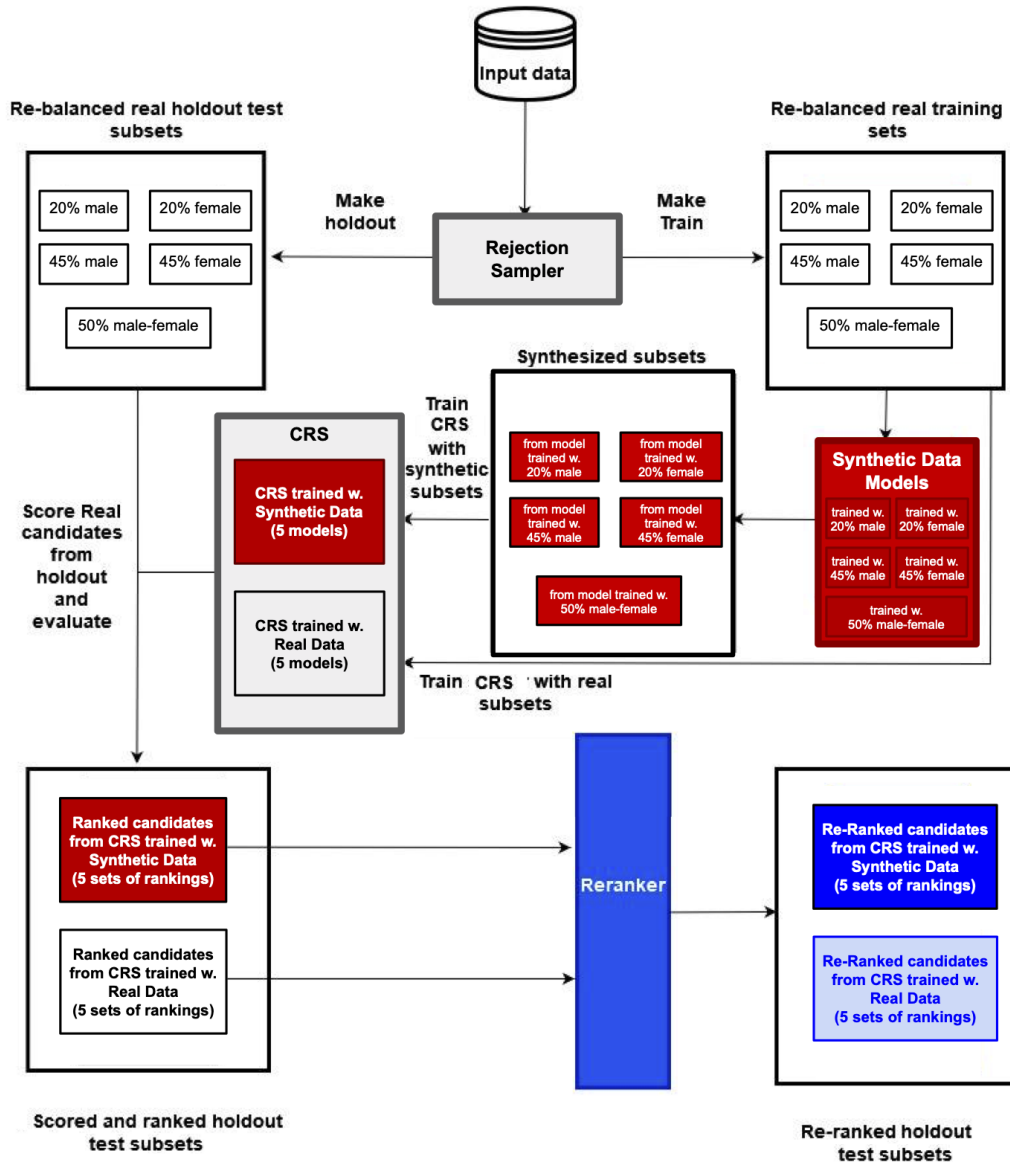 Input data
Re-balanced real holdout test
subsets
20% male
20% female
45% male
45% female
50% male-female
Make
holdout
Rejection
Sampler
Make
Train
Re-balanced real training
sets
20% male
20% female
45% male
45% female
50% male-female
Synthetic Data
Models
trained w.
20% male
trained w.
20% female
trained w.
45% male
trained w.
45% female
trained w.
50% male-female
Synthesized subsets
from model
trained w.
20% male
from model
trained w.
20% female
from model
trained w.
45% male
from model
trained w.
45% female
from model trained w.
50% male-female
Train
CRS
with
synthetic
subsets
CRS
CRS trained w.
Synthetic Data
(5 models)
CRS trained w.
Real Data
(5 models)
Train CRS with real
subsets
Score Real
candidates
from
holdout
and
evaluate
Ranked candidates
from CRS trained w.
Synthetic Data
(5 sets of rankings)
Ranked candidates
from CRS trained w.
Real Data
(5 sets of rankings)
Scored and ranked holdout
test subsets
Reranker
Re-Ranked candidates
from CRS trained w.
Synthetic Data
(5 sets of rankings)
Re-Ranked candidates
from CRS trained w.
Real Data
(5 sets of rankings)
Re-ranked holdout
test subsets